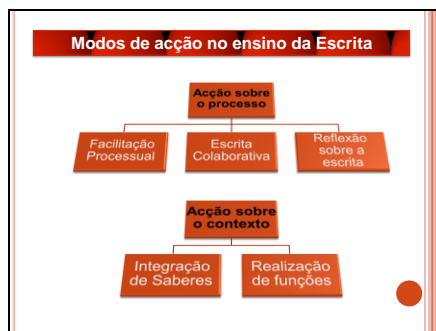 Modos de acção no ensino da Escrita
Acção sobre
o processo
Facilitação
Processual
Escrita
Colaborativa
Reflexão
sobre a
escrita
Acção sobre
o contexto
Integração
de Saberes
Realização
de funções